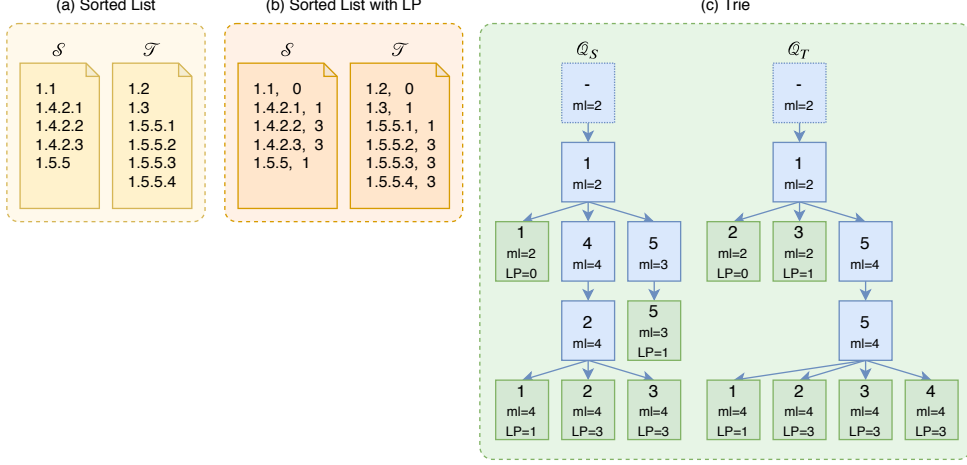 (a) Sorted List
𝒮
1.1
1.4.2.1
1.4.2.2
1.4.2.3
1.5.5
𝒯
1.2
1.3
1.5.5.1
1.5.5.2
1.5.5.3
1.5.5.4
(b) Sorted List with LP
𝒮
1.1, 0
1.4.2.1, 1
1.4.2.2, 3
1.4.2.3, 3
1.5.5, 1
𝒯
1.2, 0
1.3, 1
1.5.5.1, 1
1.5.5.2, 3
1.5.5.3, 3
1.5.5.4, 3
(c) Trie
𝒬S
-
ml=2
1
ml=2
1
ml=2
LP=0
4
ml=4
5
ml=3
2
ml=4
5
ml=3
LP=1
1
ml=4
LP=1
2
ml=4
LP=3
3
ml=4
LP=3
𝒬T
-
ml=2
1
ml=2
2
ml=2
LP=0
3
ml=2
LP=1
5
ml=4
5
ml=4
1
ml=4
LP=1
2
ml=4
LP=3
3
ml=4
LP=3
4
ml=4
LP=3